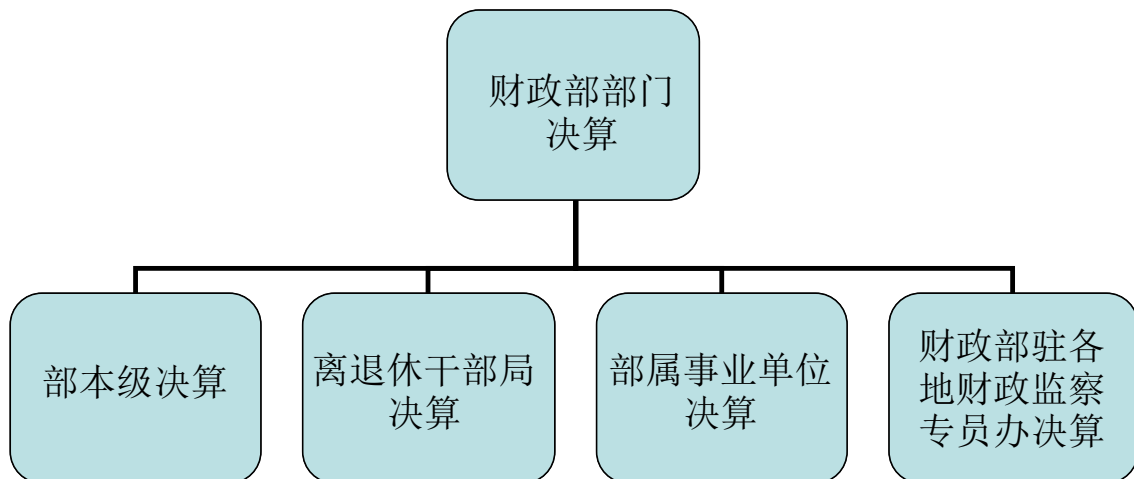 财政部部门
决算
部本级决算
离退休干部局
决算
部属事业单位
决算
财政部驻各
地财政监察
专员办决算